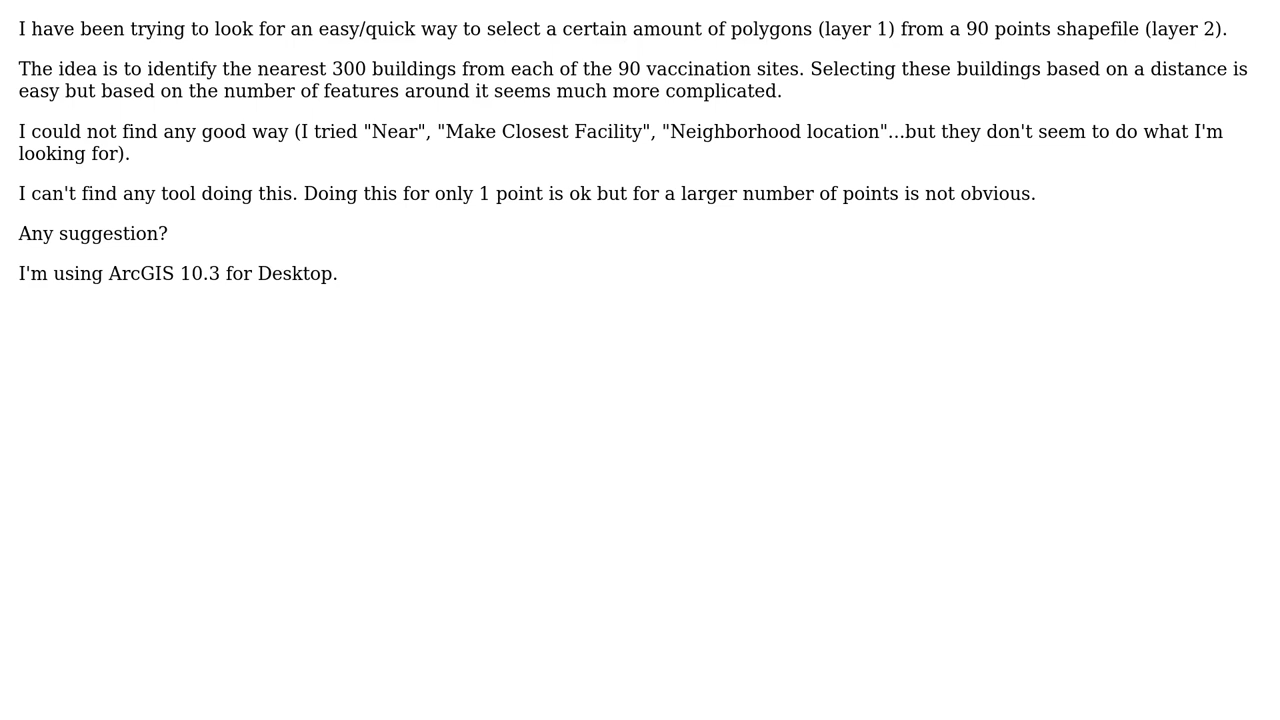 I have been trying to look for an easy/quick way to select a certain amount of polygons (layer 1) from a 90 points shapefile (layer 2).
The idea is to identify the nearest 300 buildings from each of the 90 vaccination sites. Selecting these buildings based on a distance is
easy but based on the number of features around it seems much more complicated.
I could not find any good way (I tried "Near", "Make Closest Facility", "Neighborhood location"...but they don't seem to do what I'm
looking for).
I can't find any tool doing this. Doing this for only 1 point is ok but for a larger number of points is not obvious.
Any suggestion?
I'm using ArcGIS 10.3 for Desktop.